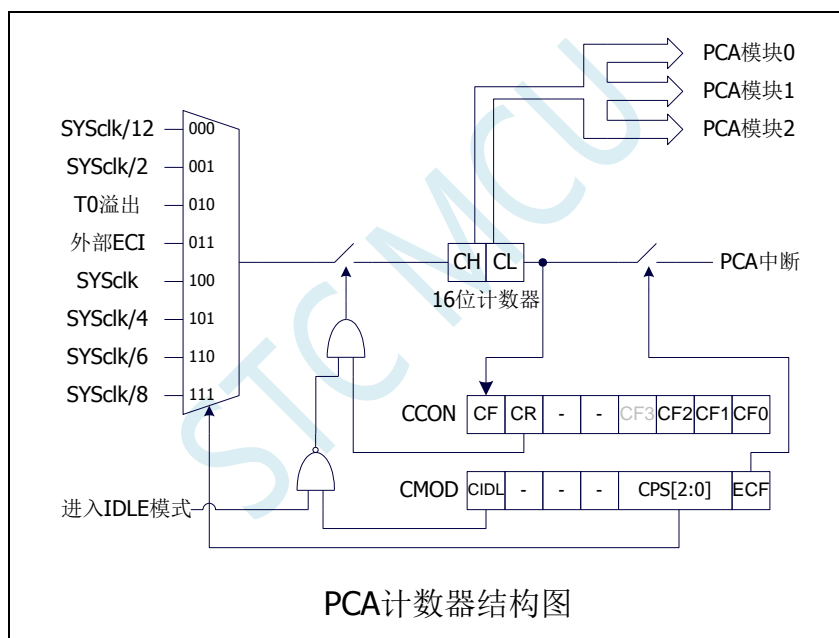 PCA模块0
PCA模块1
PCA模块2
SYSclk/12
000
SYSclk/2
001
T0溢出
010
外部ECI
011
SYSclk
100
SYSclk/4
101
SYSclk/6
110
SYSclk/8
111
CH CL
16位计数器
PCA中断
CCON CF CR - - CF3 CF2 CF1 CF0
CMOD CIDL - - - CPS[2:0] ECF
进入IDLE模式
PCA计数器结构图
STC MCU